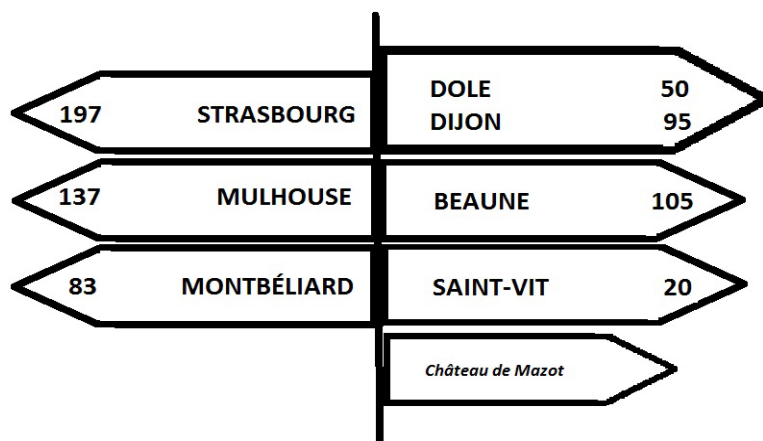 197 STRASBOURG
137 MULHOUSE
83 MONTBÉLIARD
DOLE 50
DIJON 95
BEAUNE 105
SAINT-VIT 20
Château de Mazot